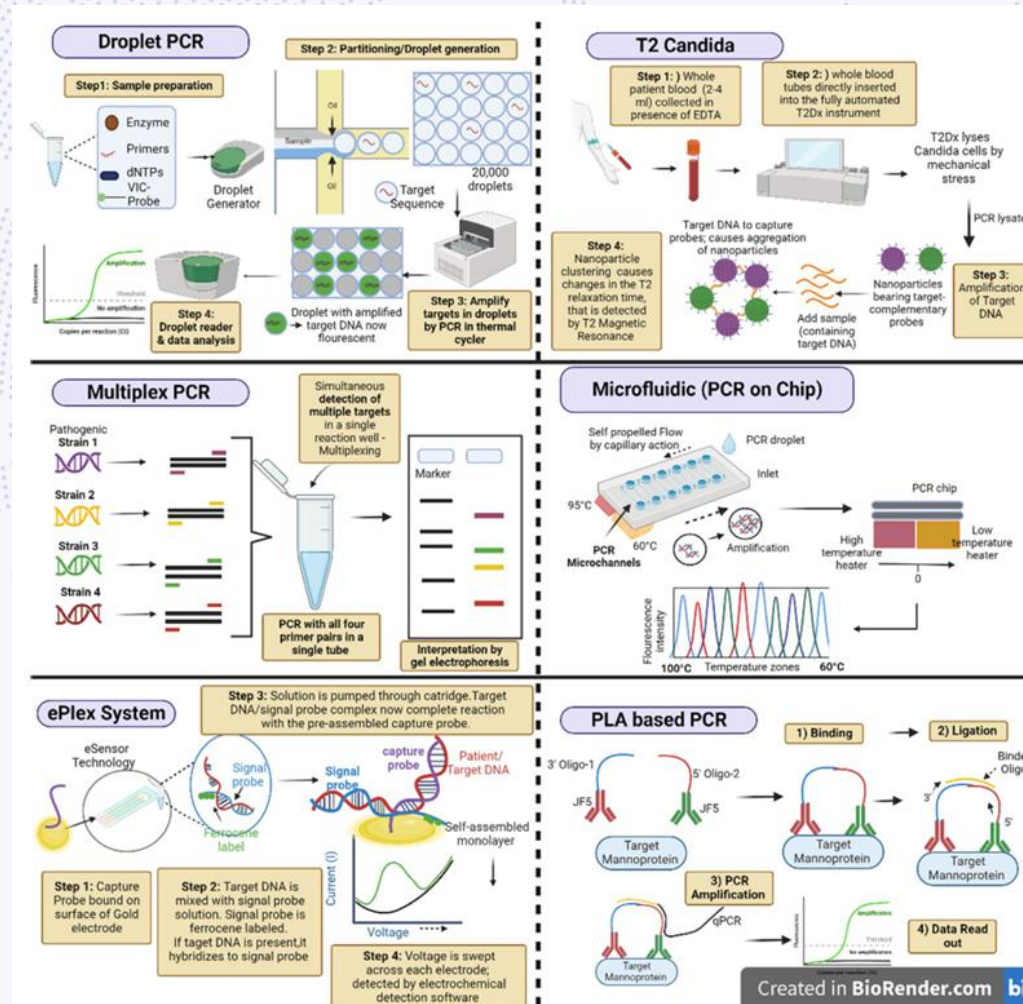 Droplet PCR
Step1: Sample preparation
Enzyme
Primers
dNTPs
VIC-
Probe
Droplet
Generator
Step 2: Partitioning/Droplet generation
Oil
Sample
Oil
Target
Sequence
20,000
droplets
Step 3: Amplify
targets in droplets
by PCR in thermal
cycler
Droplet with amplified
target DNA now
flourescent
Step 4:
Droplet reader
& data analysis
Fluorescence
Amplification
Threshold
No amplification
Copies per reaction (Ct)
T2 Candida
Step 1: ) Whole
patient blood (2-4
ml) collected in
presence of EDTA
Step 2: ) whole blood
tubes directly inserted
into the fully automated
T2Dx instrument
T2Dx lyses
Candida cells by
mechanical
stress
PCR lysate
Step 3:
Amplification
of Target
DNA
Nanoparticles
bearing target-
complementary
probes
Add sample
(containing
target DNA)
Target DNA to capture
probes; causes aggregation
of nanoparticles
Step 4:
Nanoparticle
clustering causes
changes in the T2
relaxation time,
that is detected
by T2 Magnetic
Resonance
Multiplex PCR
Pathogenic
Strain 1
Strain 2
Strain 3
Strain 4
Simultaneous
detection of
multiple targets
in a single
reaction well -
Multiplexing
PCR with all four
primer pairs in a
single tube
Marker
Interpretation by
gel electophoresis
Microfluidic (PCR on Chip)
Self propelled Flow
by capillary action
PCR droplet
Inlet
95°C
60°C
PCR
Microchannels
Amplification
PCR chip
High
temperature
heater
Low
temperature
heater
0
Flourescence
intensity
100°C
Temperature zones
60°C
ePlex System
Step 3: Solution is pumped through catridge.Target
DNA/signal probe complex now complete reaction
with the pre-assembled capture probe.
eSensor
Technology
Signal
probe
Ferrocene
label
Signal
probe
capture
probe
Patient/
Target DNA
Self-assembled
monolayer
Step 1: Capture
Probe bound on
surface of Gold
electrode
Step 2: Target DNA is
mixed with signal probe
solution. Signal probe is
ferrocene labeled.
If taget DNA is present,it
hybridizes to signal probe
Current (I)
Voltage
Step 4: Voltage is swept
across each electrode;
detected by electrochemical
detection software
PLA based PCR
3' Oligo-1
5' Oligo-2
JF5
JF5
Target
Mannoprotein
1) Binding
Target
Mannoprotein
2) Ligation
Binde
Oligo
3'
5'
Target
Mannoprotein
3) PCR
Amplification
qPCR
Target
Mannoprotein
Fluorescence
Amplification
Threshold
No amplification
4) Data Read
out
Created in BioRender.com